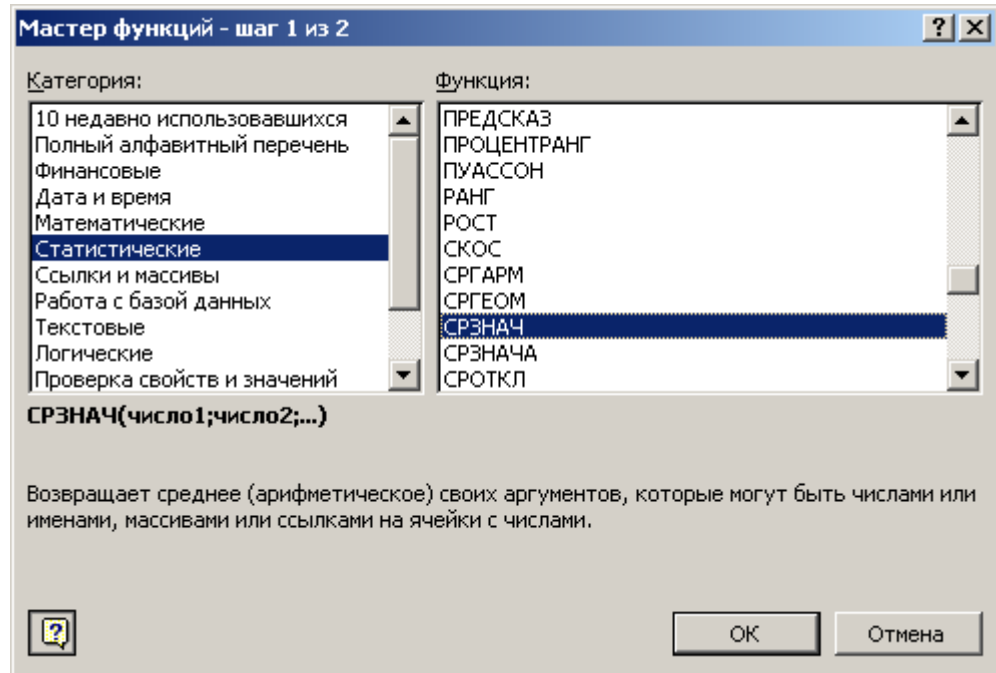 Мастер функций - шаг 1 из 2
Категория:
10 недавно использовавшихся
Полный алфавитный перечень
Финансовые
Дата и время
Математические
Статистические
Ссылки и массивы
Работа с базой данных
Текстовые
Логические
Проверка свойств и значений
Функция:
ПРЕДСКАЗ
ПРОЦЕНТРАНГ
ПУАССОН
РАНГ
РОСТ
СКОС
СРГАРМ
СРГЕОМ
СРЗНАЧ
СРЗНАЧА
СРОТКЛ
СРЗНАЧ(число1;число2;...)
Возвращает среднее (арифметическое) своих аргументов, которые могут быть числами или
именами, массивами или ссылками на ячейки с числами.
ОК
Отмена